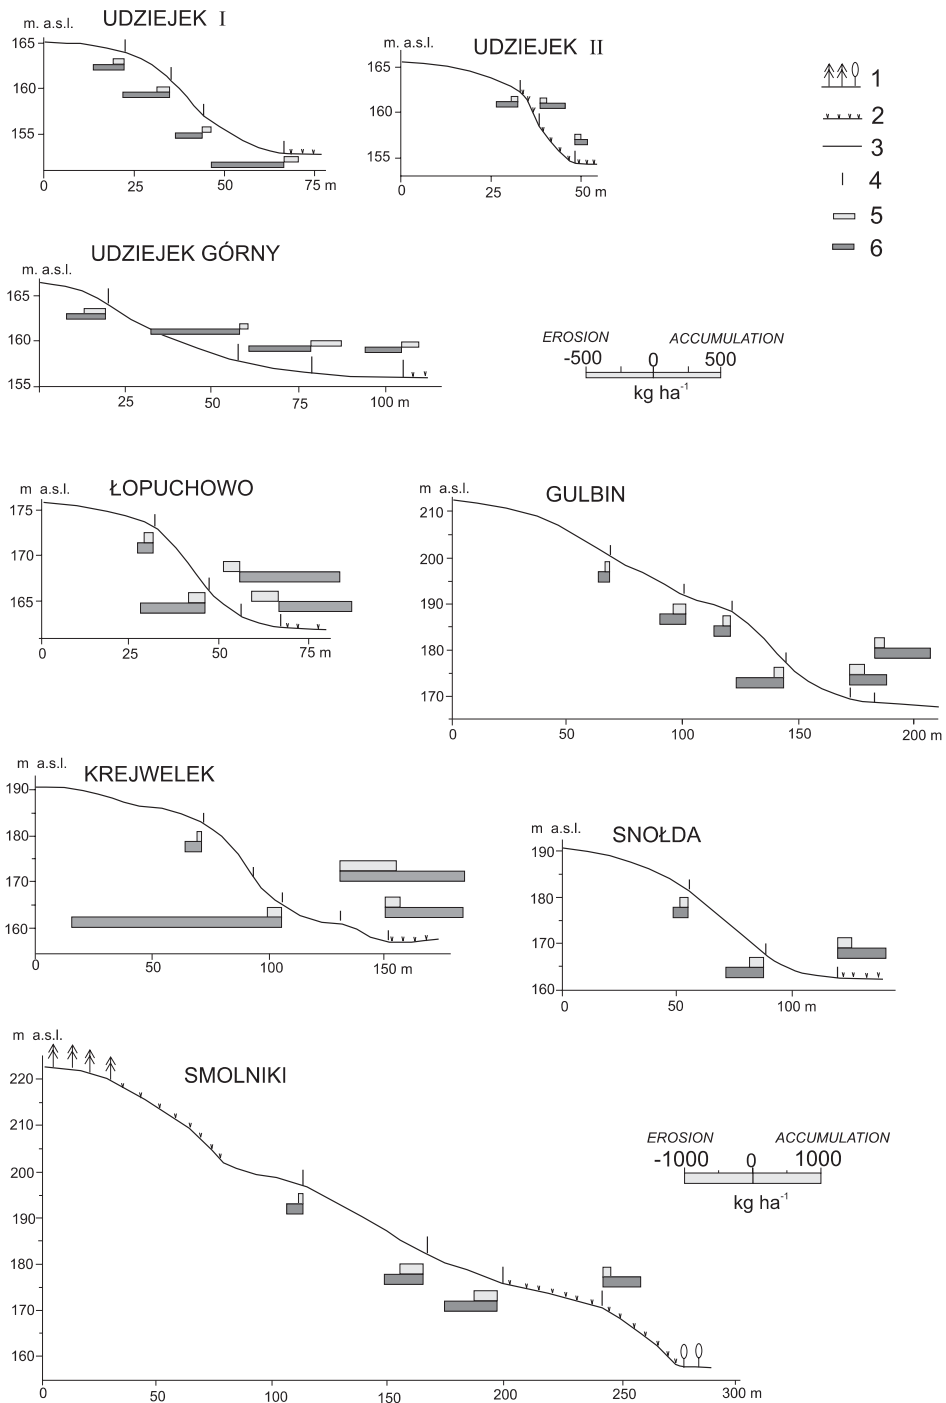 UDZIEJEK I
m. a.s.l.
165
160
155
0 25 50 75 m
UDZIEJEK II
m. a.s.l.
165
160
155
0 25 50 m
1
2
3
4
5
6
UDZIEJEK GÓRNY
m. a.s.l.
165
160
155
25 50 75 100 m
EROSION ACCUMULATION
-500 0 500
kg ha-1
ŁOPUCHOWO
m a.s.l.
175
170
165
0 25 50 75 m
GULBIN
m a.s.l.
210
200
190
180
170
0 50 100 150 200 m
KREJWELEK
m a.s.l.
190
180
170
160
0 50 100 150 m
SNOŁDA
m a.s.l.
190
180
170
160
0 50 100 m
SMOLNIKI
m a.s.l.
220
210
200
190
180
170
160
0 50 100 150 200 250 300 m
EROSION ACCUMULATION
-1000 0 1000
kg ha-1